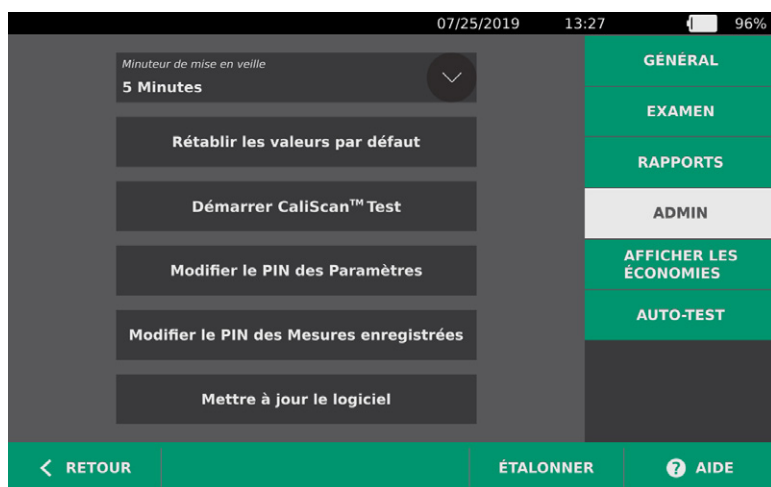 07/25/2019 13:27 96%
Minuteur de mise en veille
5 Minutes
Rétablir les valeurs par défaut
Démarrer CaliScan™ Test
Modifier le PIN des Paramètres
Modifier le PIN des Mesures enregistrées
Mettre à jour le logiciel
GÉNÉRAL
EXAMEN
RAPPORTS
ADMIN
AFFICHER LES
ÉCONOMIES
AUTO-TEST
RETOUR
ÉTALONNER
? AIDE